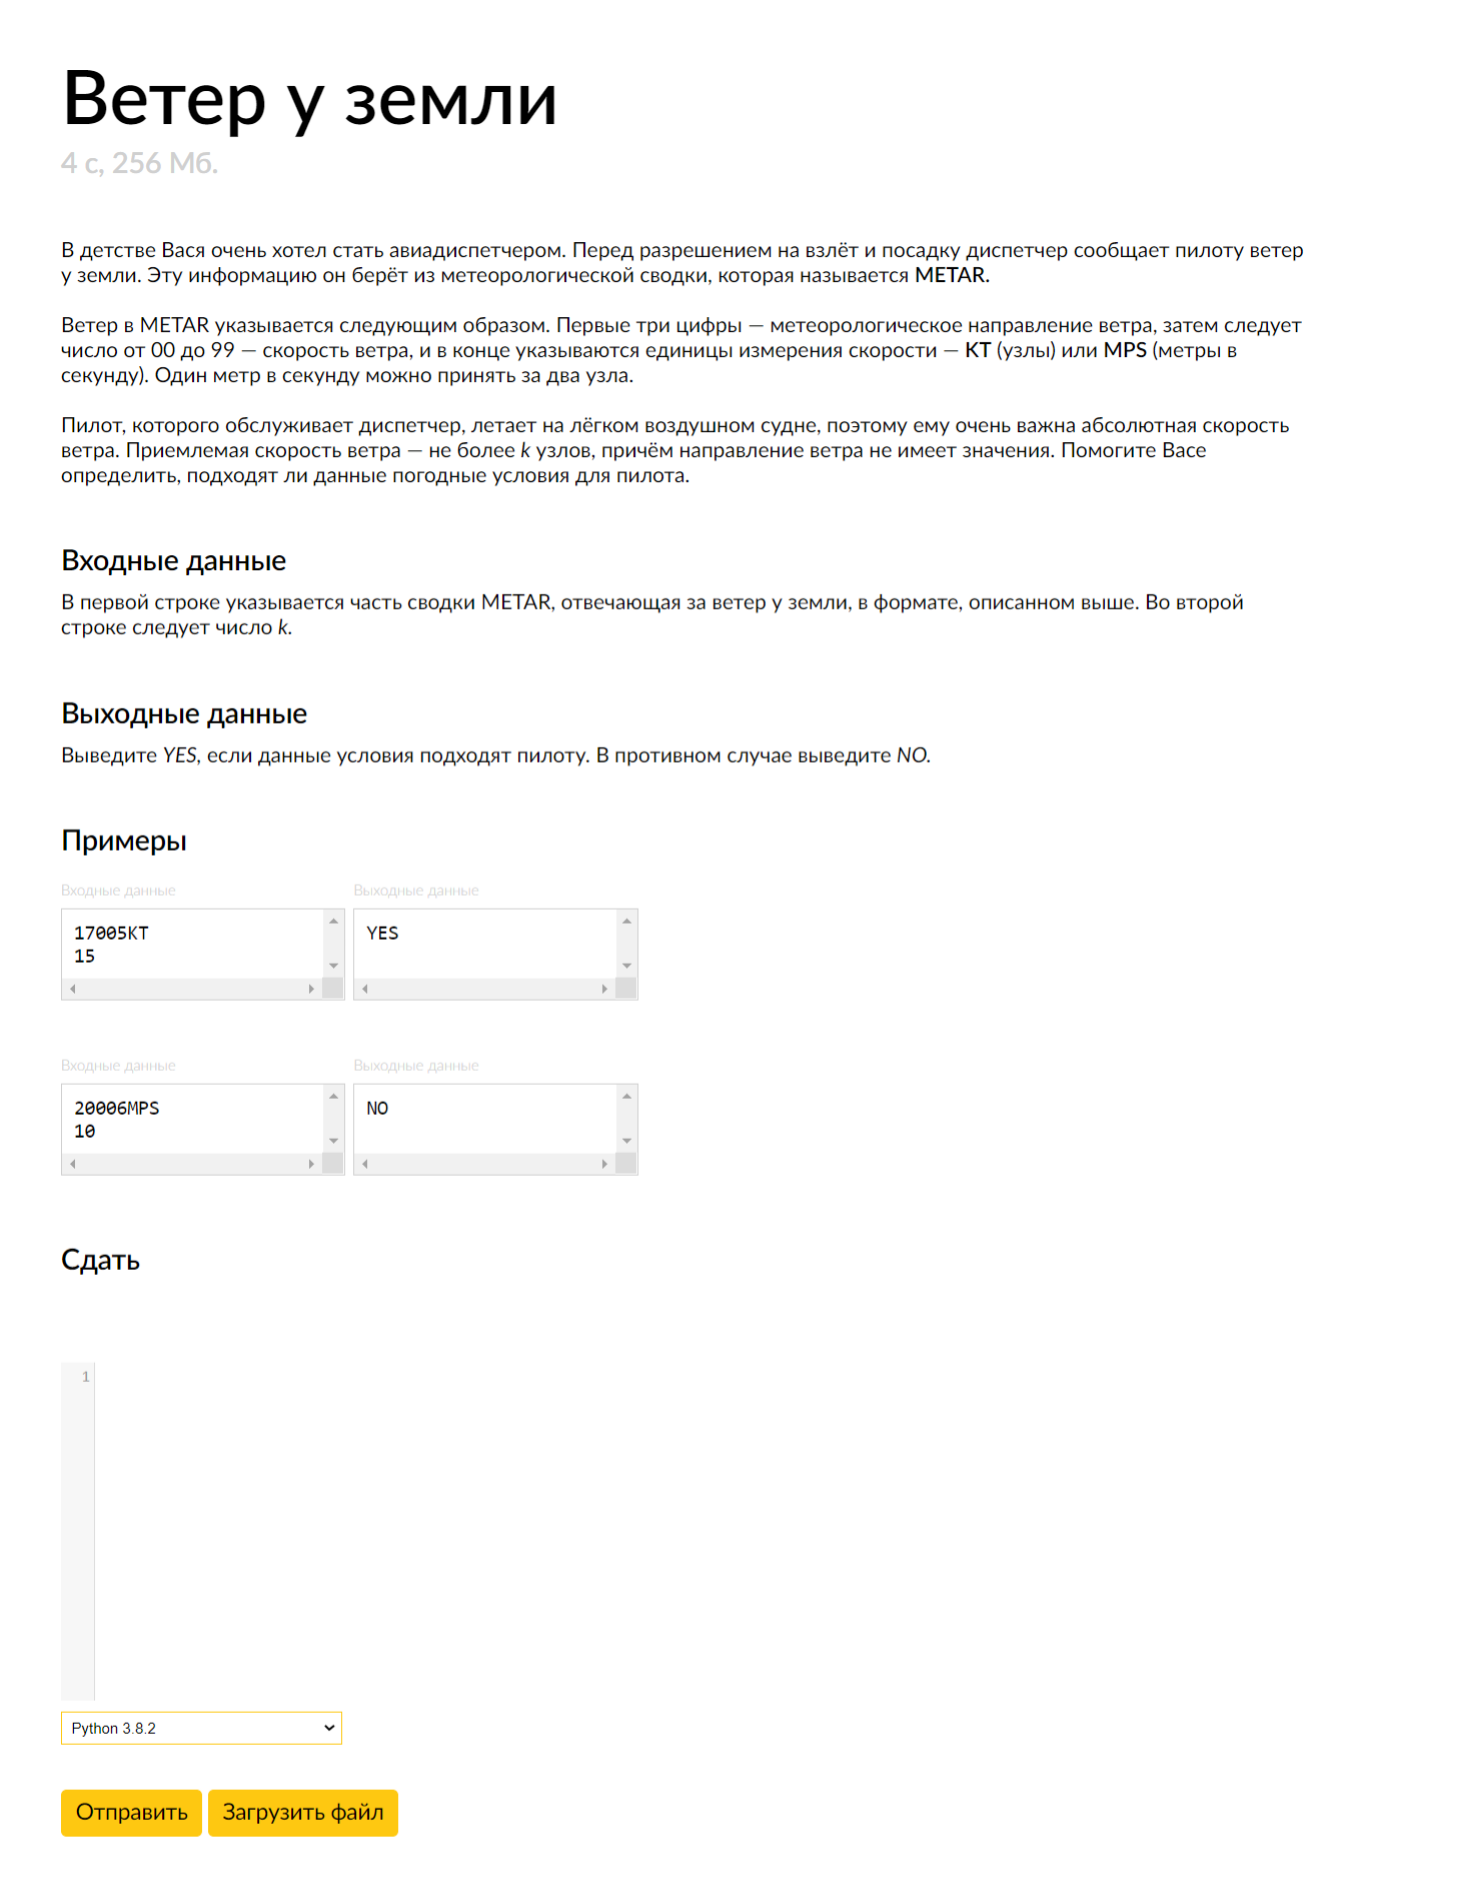 Ветер у земли
4 с, 256 Мб.
В детстве Вася очень хотел стать авиадиспетчером. Перед разрешением на взлёт и посадку диспетчер сообщает пилоту ветер
у земли. Эту информацию он берёт из метеорологической сводки, которая называется METAR.
Ветер в METAR указывается следующим образом. Первые три цифры — метеорологическое направление ветра, затем следует
число от 00 до 99 — скорость ветра, и в конце указываются единицы измерения скорости — KT (узлы) или MPS (метры в
секунду). Один метр в секунду можно принять за два узла.
Пилот, которого обслуживает диспетчер, летает на лёгком воздушном судне, поэтому ему очень важна абсолютная скорость
ветра. Приемлемая скорость ветра — не более k узлов, причём направление ветра не имеет значения. Помогите Васе
определить, подходят ли данные погодные условия для пилота.
Входные данные
В первой строке указывается часть сводки METAR, отвечающая за ветер у земли, в формате, описанном выше. Во второй
строке следует число k.
Выходные данные
Выведите YES, если данные условия подходят пилоту. В противном случае выведите NO.
Примеры
Входные данные Выходные данные
17005KT YES
15
Входные данные Выходные данные
20006MPS NO
10
Сдать
1
Python 3.8.2
Отправить Загрузить файл